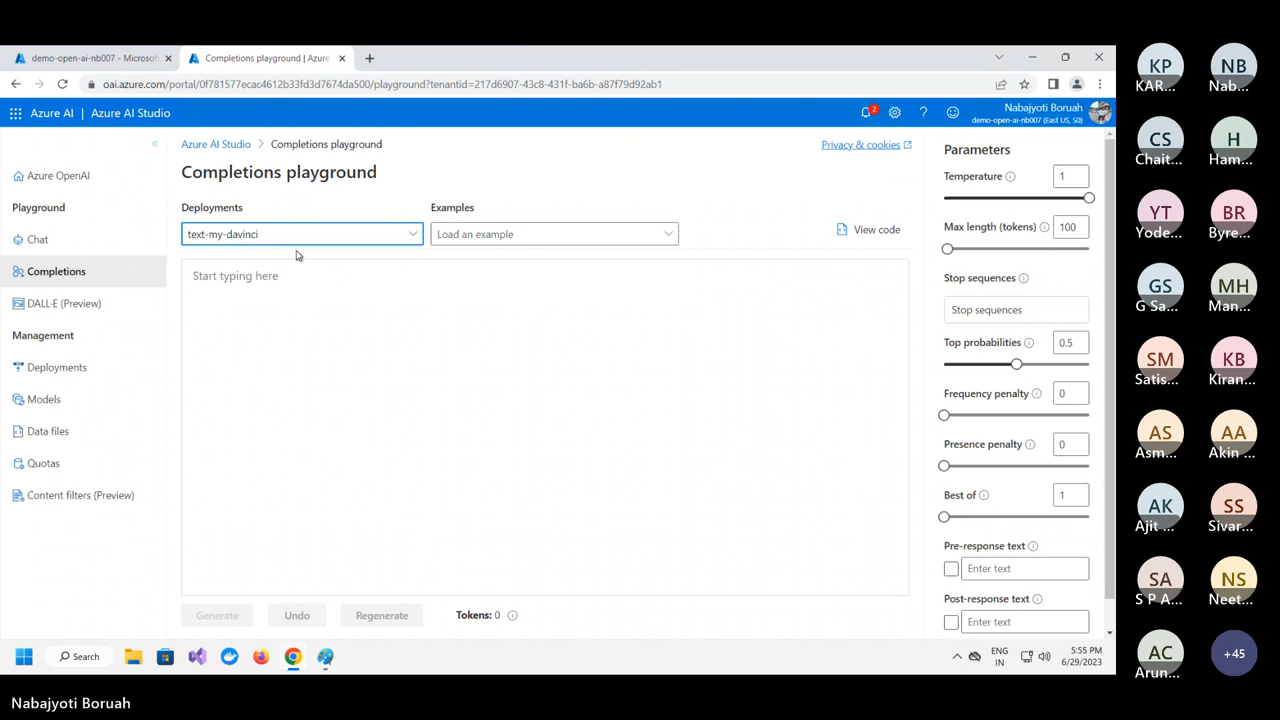 demo-open-ai-nb007 - Microsof
Completions playground | Azure
oai.azure.com/portal/0f781577ecac4612b33fd3d7674da500/playground?tenantid=217d6907-43c8-431f-ba6b-a87f79d92ab1
Azure AI | Azure AI Studio
2
Nabajyoti Boruah
demo-open-ai-nb007 (East US, S0)
Azure AI Studio > Completions playground
Privacy & cookies
Completions playground
Deployments
Examples
text-my-davinci
Load an example
View code
Start typing here
Generate
Undo
Regenerate
Tokens: 0
Azure OpenAI
Playground
Chat
Completions
DALL·E (Preview)
Management
Deployments
Models
Data files
Quotas
Content filters (Preview)
Parameters
Temperature
1
Max length (tokens)
100
Stop sequences
Stop sequences
Top probabilities
0.5
Frequency penalty
0
Presence penalty
0
Best of
1
Pre-response text
Enter text
Post-response text
Enter text
Search
ENG
IN
5:55 PM
6/29/2023
KP
KAR...
NB
Nab...
CS
Chait...
H
Ham...
YT
Yode...
BR
Byre...
GS
G Sa...
MH
Man...
SM
Satis...
KB
Kiran...
AS
Asm...
AA
Akin ...
AK
Ajit ...
SS
Sivar...
SA
S P A...
NS
Neet...
AC
Arun...
+45
Nabajyoti Boruah